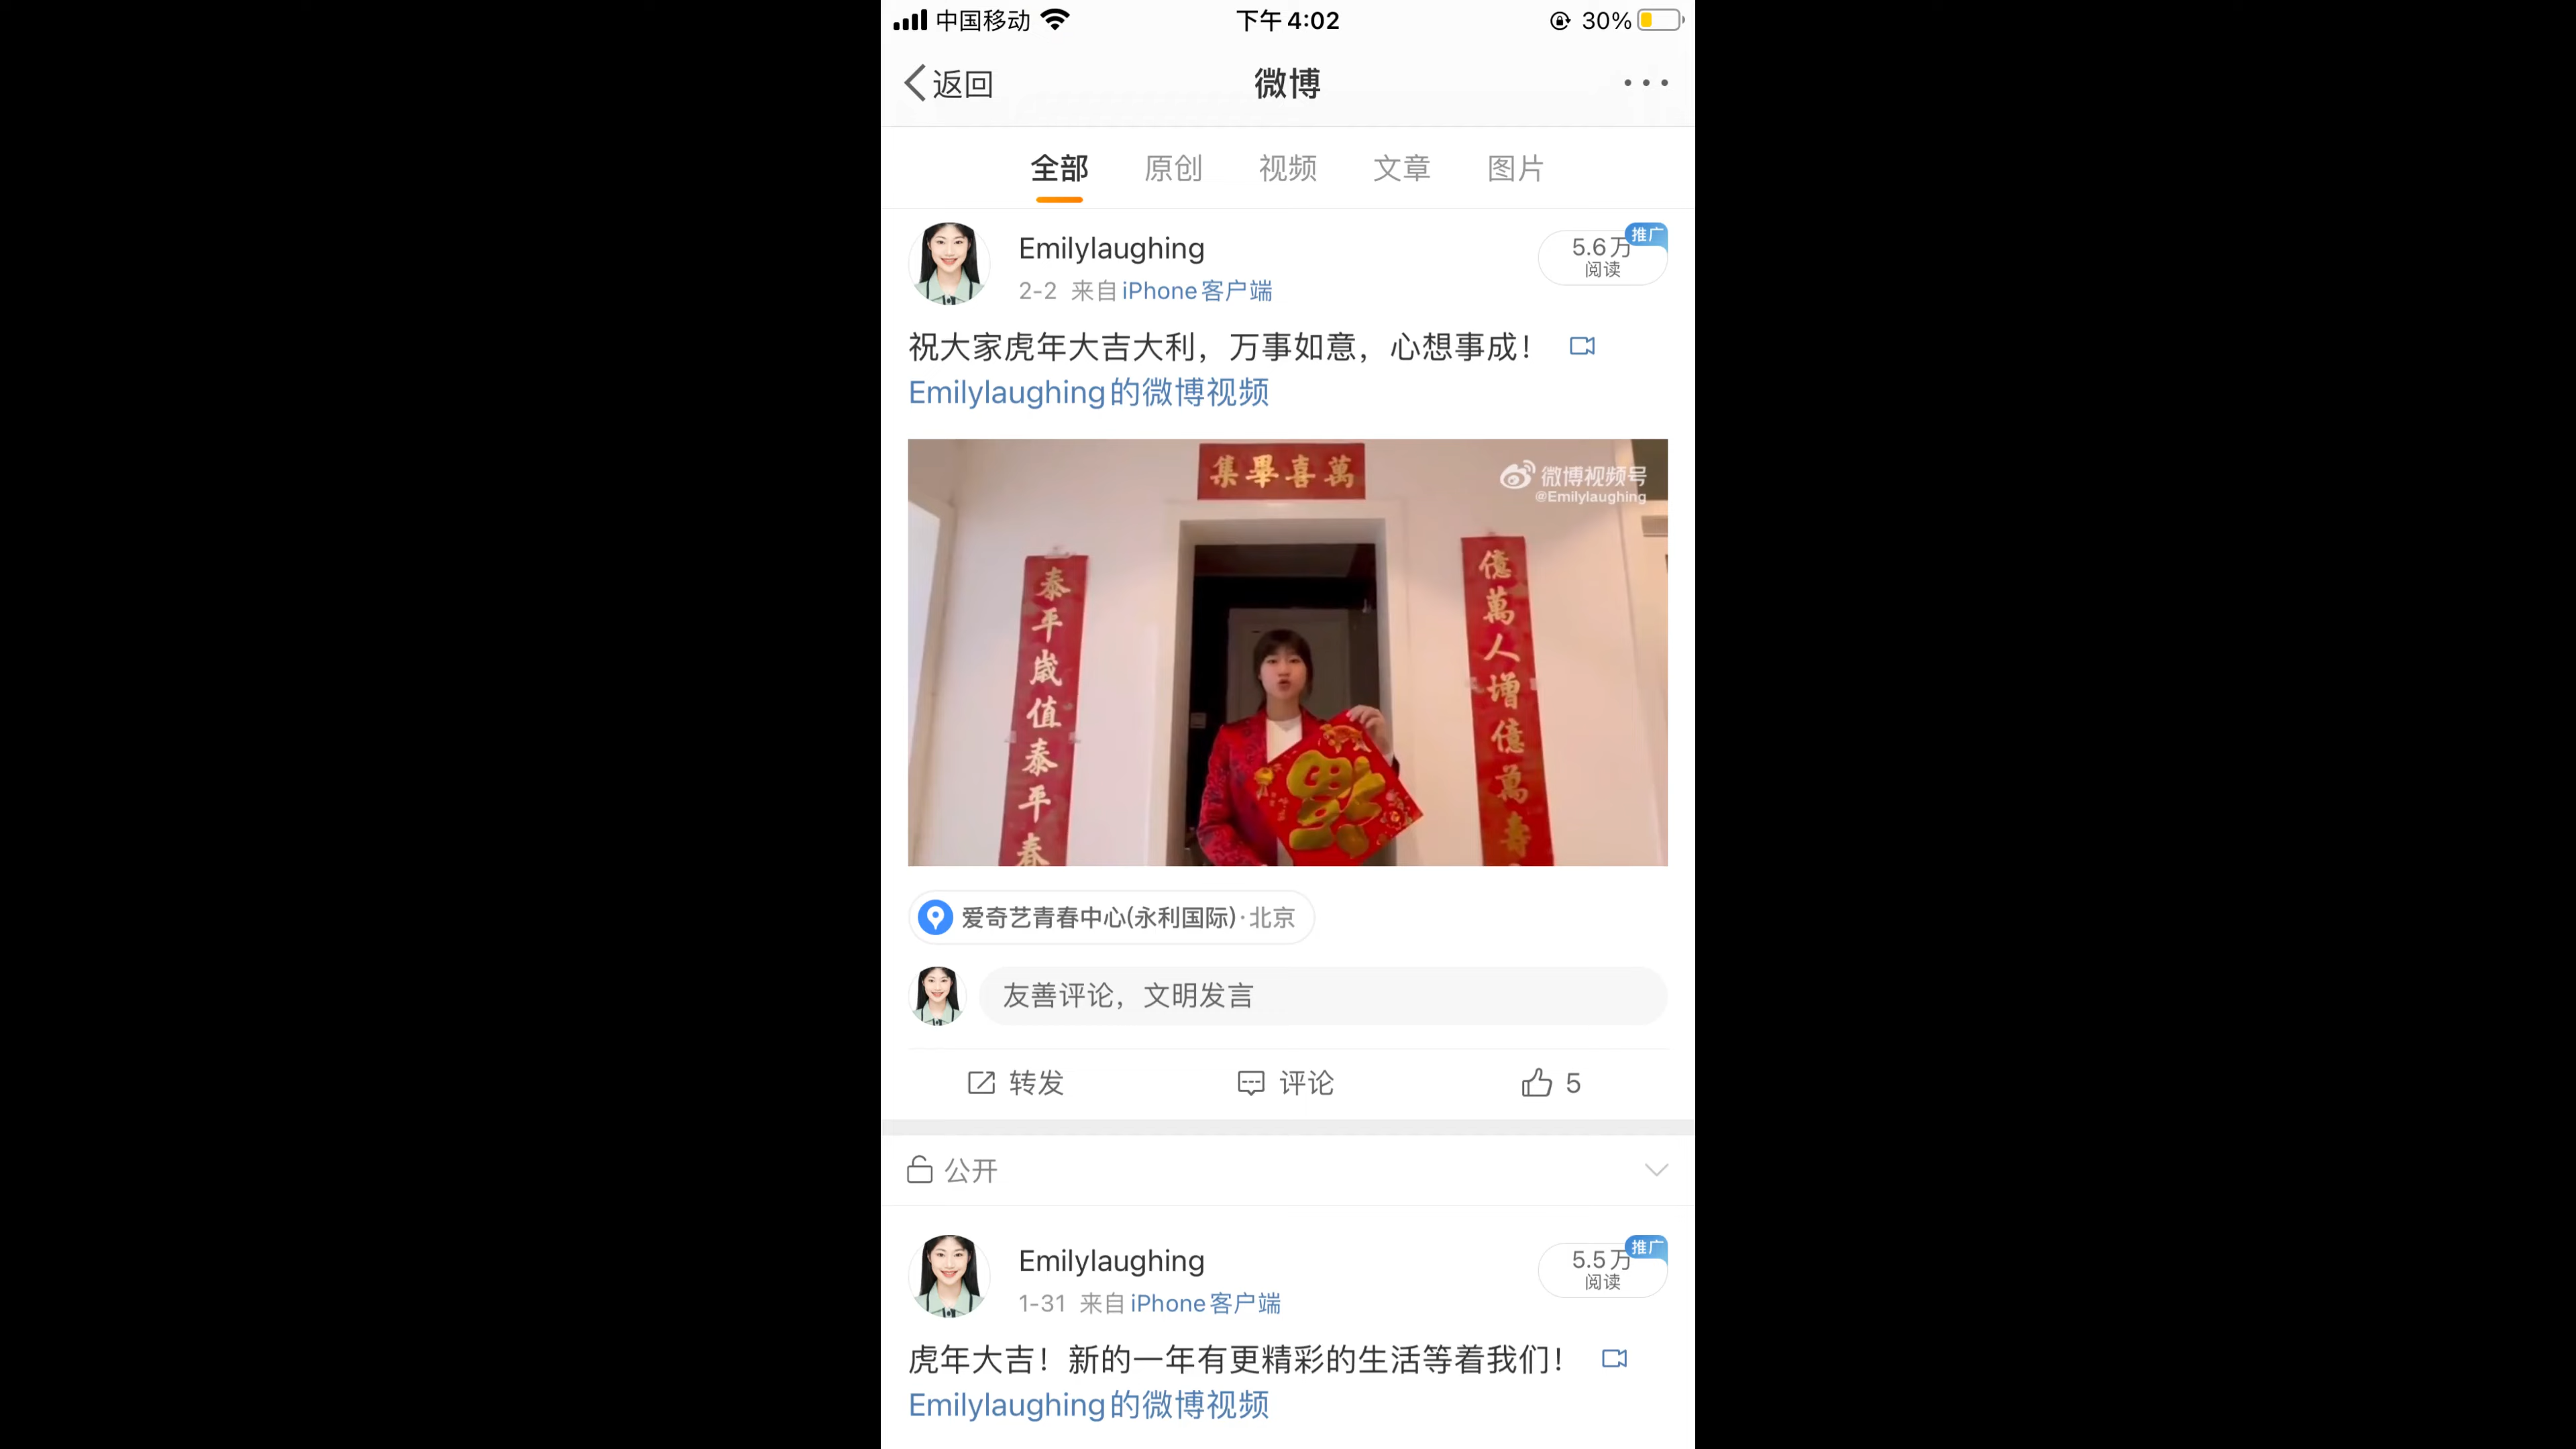 中国移动 下午 4:02 30%
返回 微博
全部 原创 视频 文章 图片
Emilylaughing
2-2 来自 iPhone客户端
推广
5.6万
阅读
祝大家虎年大吉大利，万事如意，心想事成！
Emilylaughing的微博视频
集畢喜萬
微博视频号
@Emilylaughing
泰平歲值泰平春
億萬人增億萬壽
福
爱奇艺青春中心(永利国际)·北京
友善评论，文明发言
转发 评论 5
公开
Emilylaughing
1-31 来自 iPhone客户端
推广
5.5万
阅读
虎年大吉！新的一年有更精彩的生活等着我们！
Emilylaughing的微博视频